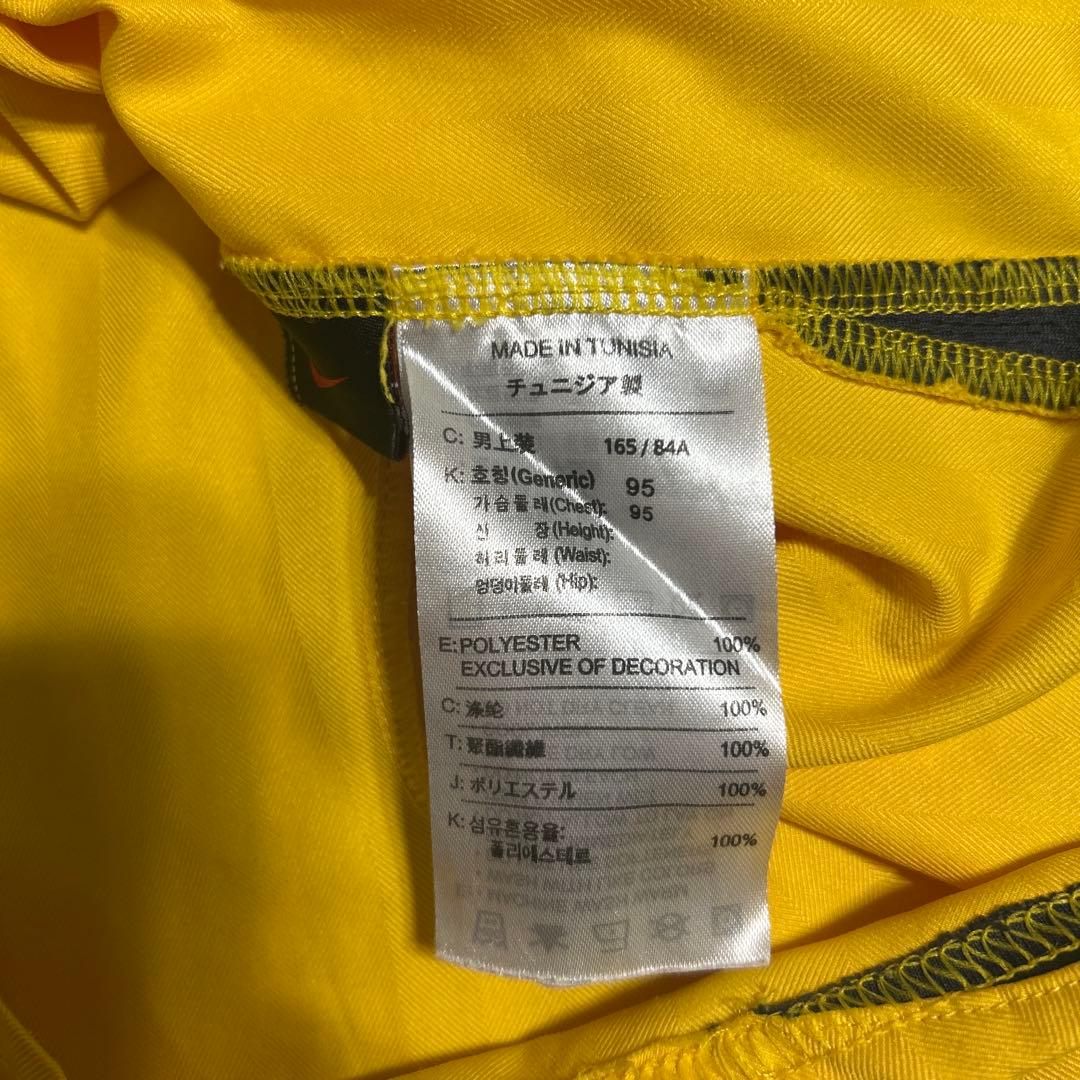 MADE IN TUNISIA
チュニジア製
C: 男上装 165 / 84A
K: 호칭(Generic) 95
가슴둘레(Chest): 95
신 장 (Height):
허리둘레 (Waist):
엉덩이둘레 (Hip):
E: POLYESTER 100%
EXCLUSIVE OF DECORATION
C: 涤纶 100%
T: 聚酯纖維 100%
J: ポリエステル 100%
K: 섬유혼용율:
폴리에스테르 100%